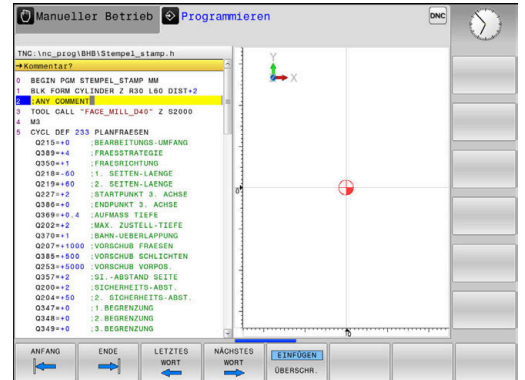 Manueller Betrieb
Programmieren
DNC
TNC:\nc_prog\BHB\Stempel_stamp.h
→Kommentar?
0 BEGIN PGM STEMPEL_STAMP MM
1 BLK FORM CYLINDER Z R30 L60 DIST+2
2 ;ANY COMMENT
3 TOOL CALL "FACE_MILL_D40" Z S2000
4 M3
5 CYCL DEF 233 PLANFRAESEN
Q215=+0 ;BEARBEITUNGS-UMFANG
Q389=+4 ;FRAESSTRATEGIE
Q350=+1 ;FRAESRICHTUNG
Q218=-60 ;1. SEITEN-LAENGE
Q219=+60 ;2. SEITEN-LAENGE
Q227=+2 ;STARTPUNKT 3. ACHSE
Q386=+0 ;ENDPUNKT 3. ACHSE
Q369=+0.4 ;AUFMASS TIEFE
Q202=+2 ;MAX. ZUSTELL-TIEFE
Q370=+1 ;BAHN-UEBERLAPPUNG
Q207=+1000 ;VORSCHUB FRAESEN
Q385=+500 ;VORSCHUB SCHLICHTEN
Q253=+5000 ;VORSCHUB VORPOS.
Q357=+2 ;SI.-ABSTAND SEITE
Q200=+2 ;SICHERHEITS-ABST.
Q204=+50 ;2. SICHERHEITS-ABST.
Q347=+0 ;1.BEGRENZUNG
Q348=+0 ;2.BEGRENZUNG
Q349=+0 ;3.BEGRENZUNG
Y
X
0
0
ANFANG
ENDE
LETZTES
WORT
NÄCHSTES
WORT
EINFÜGEN
ÜBERSCHR.